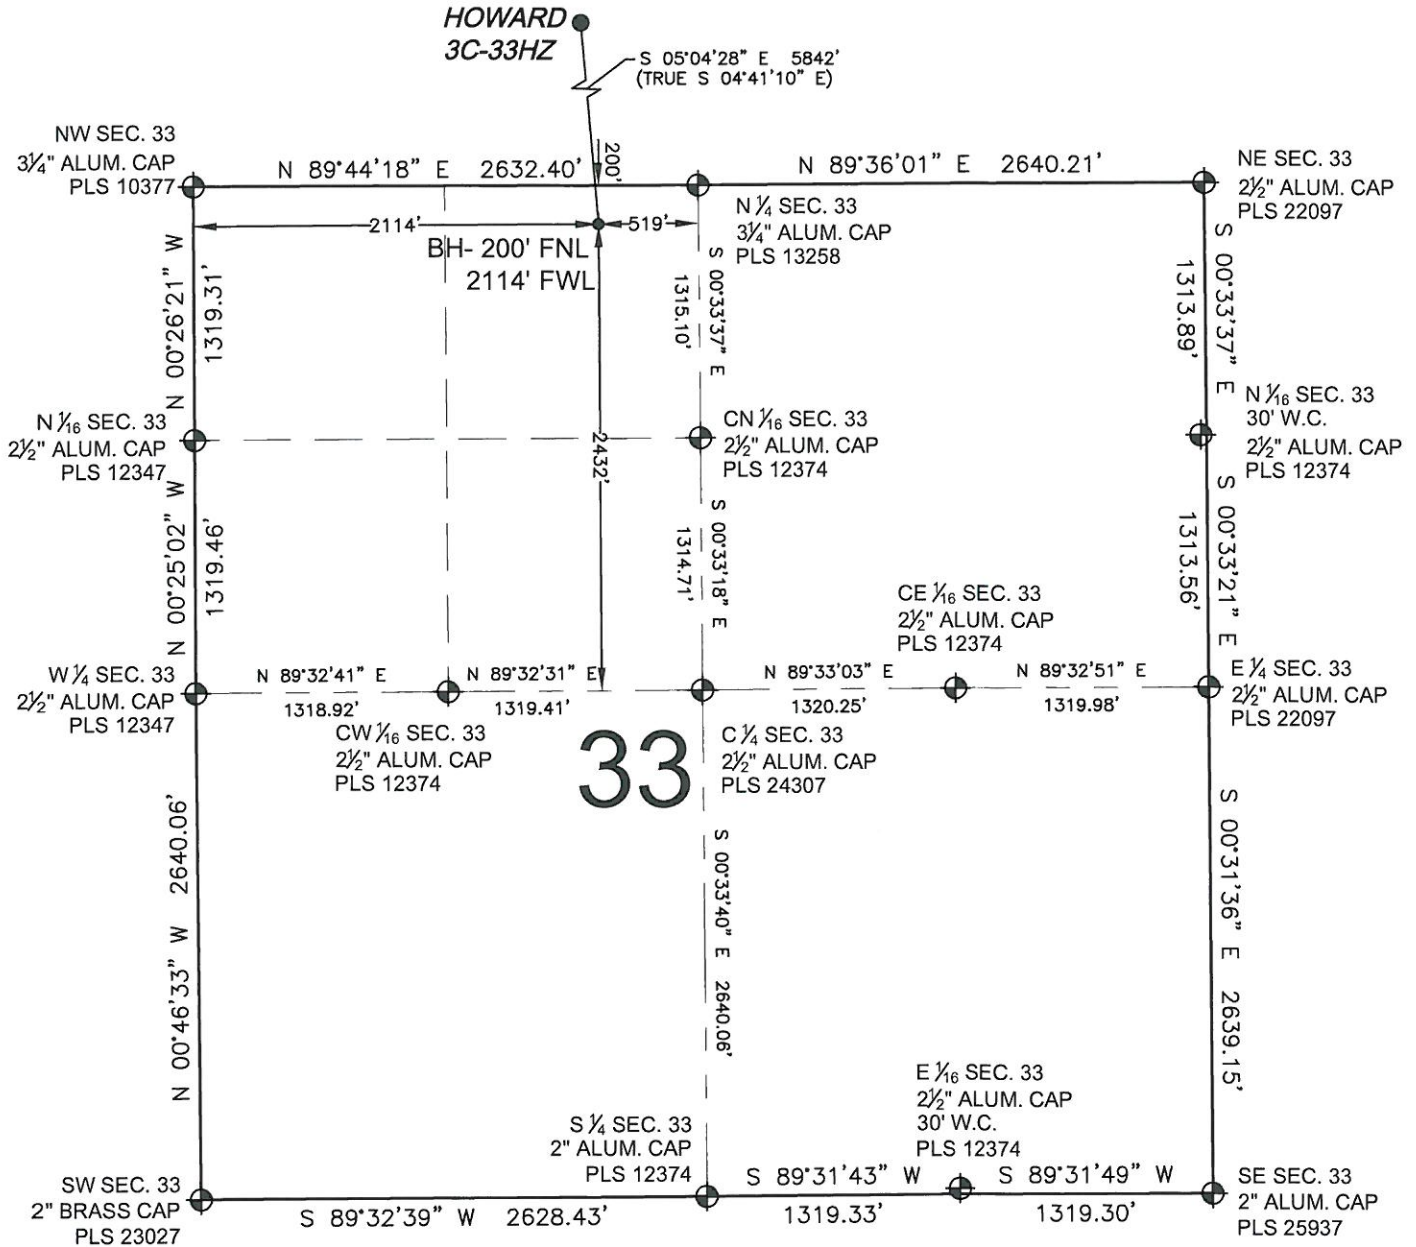 HOWARD
3C-33HZ
S 05°04'28" E 5842'
(TRUE S 04°41'10" E)
NW SEC. 33
3¼" ALUM. CAP
PLS 10377
N 89°44'18" E 2632.40'
200'
N 89°36'01" E 2640.21'
NE SEC. 33
2½" ALUM. CAP
PLS 22097
N ¼ SEC. 33
3¼" ALUM. CAP
PLS 13258
2114'
519'
BH- 200' FNL
2114' FWL
N 00°26'21" W
1319.31'
S 00°33'37" E
1315.10'
S 00°33'37" E
1313.89'
N 1/16 SEC. 33
2½" ALUM. CAP
PLS 12347
2432'
CN 1/16 SEC. 33
2½" ALUM. CAP
PLS 12374
N 1/16 SEC. 33
30' W.C.
2½" ALUM. CAP
PLS 12374
N 00°25'02" W
1319.46'
S 00°33'18" E
1314.71'
S 00°33'21" E
1313.56'
CE 1/16 SEC. 33
2½" ALUM. CAP
PLS 12374
W ¼ SEC. 33
2½" ALUM. CAP
PLS 12347
N 89°32'41" E
1318.92'
N 89°32'31" E
1319.41'
N 89°33'03" E
1320.25'
N 89°32'51" E
1319.98'
E ¼ SEC. 33
2½" ALUM. CAP
PLS 22097
CW 1/16 SEC. 33
2½" ALUM. CAP
PLS 12374
33
C ¼ SEC. 33
2½" ALUM. CAP
PLS 24307
N 00°46'33" W 2640.06'
S 00°33'40" E 2640.06'
S 00°31'36" E 2639.15'
E 1/16 SEC. 33
2½" ALUM. CAP
30' W.C.
PLS 12374
S ¼ SEC. 33
2" ALUM. CAP
PLS 12374
SW SEC. 33
2" BRASS CAP
PLS 23027
S 89°32'39" W 2628.43'
S 89°31'43" W
1319.33'
S 89°31'49" W
1319.30'
SE SEC. 33
2" ALUM. CAP
PLS 25937